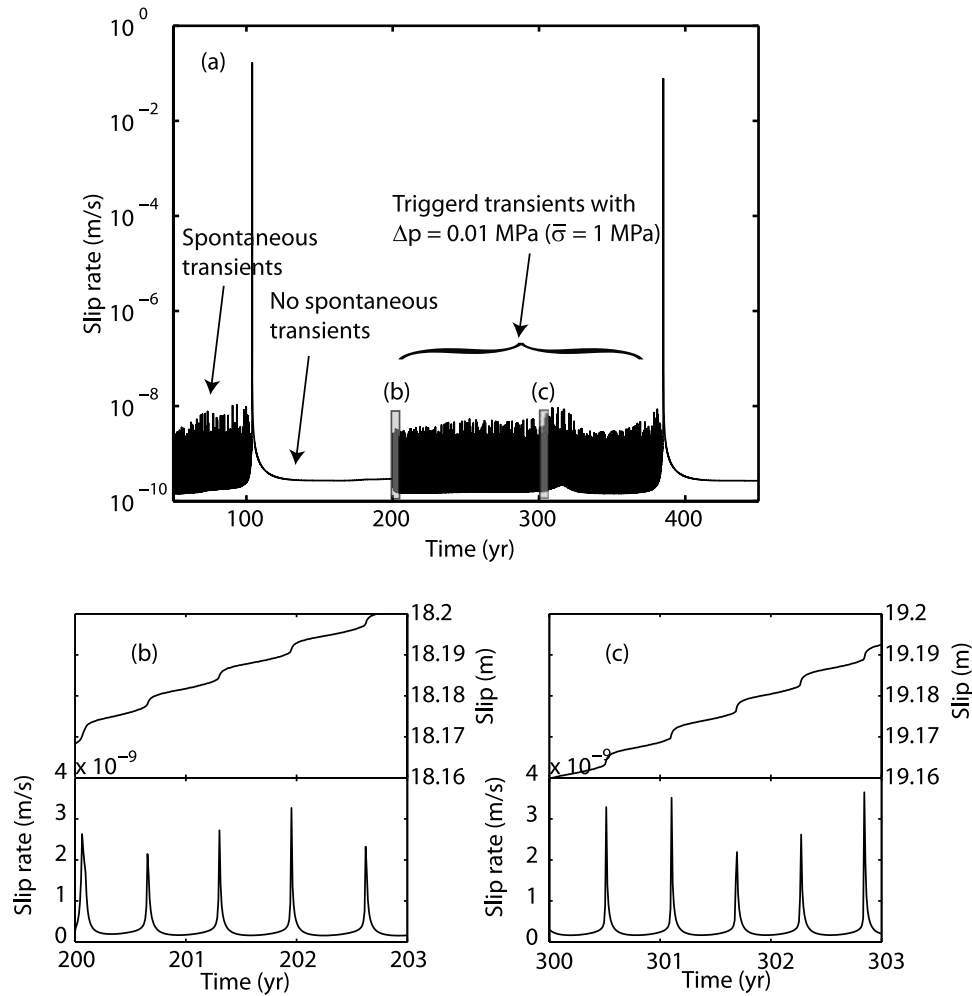 10^0
(a)
10^-2
10^-4
Triggerd transients with
Δp = 0.01 MPa (σ̅ = 1 MPa)
Spontaneous
transients
Slip rate (m/s)
No spontaneous
transients
10^-6
(b) (c)
10^-8
10^-10
100 200 300 400
Time (yr)
18.2
(b)
18.19
18.18
18.17
18.16
Slip (m)
x 10^-9
4
3
2
1
0
Slip rate (m/s)
200 201 202 203
Time (yr)
19.2
(c)
19.19
19.18
19.17
19.16
Slip (m)
x 10^-9
4
3
2
1
0
Slip rate (m/s)
300 301 302 303
Time (yr)